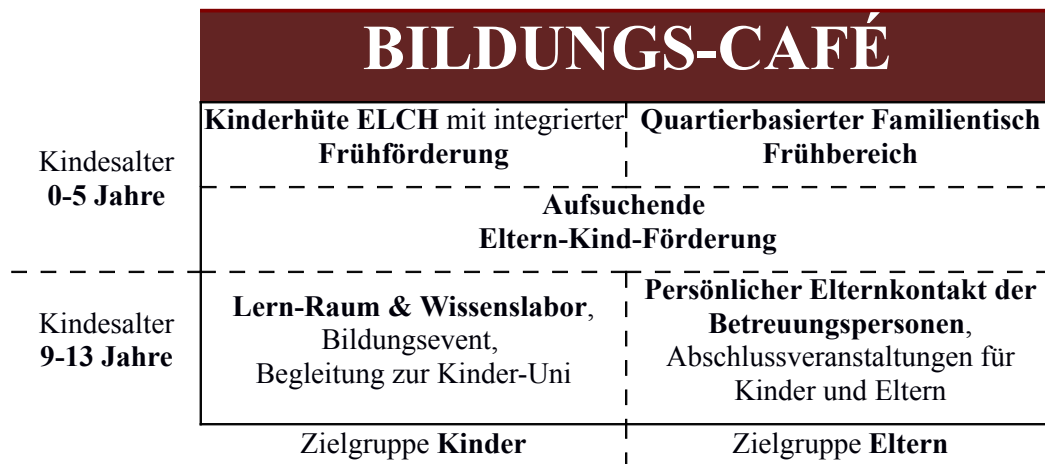 BILDUNGS-CAFÉ
Kindesalter
0-5 Jahre
Kinderhüte ELCH mit integrierter
Frühförderung
Quartierbasierter Familientisch
Frühbereich
Aufsuchende
Eltern-Kind-Förderung
Kindesalter
9-13 Jahre
Lern-Raum & Wissenslabor,
Bildungsevent,
Begleitung zur Kinder-Uni
Persönlicher Elternkontakt der
Betreuungspersonen,
Abschlussveranstaltungen für
Kinder und Eltern
Zielgruppe Kinder
Zielgruppe Eltern